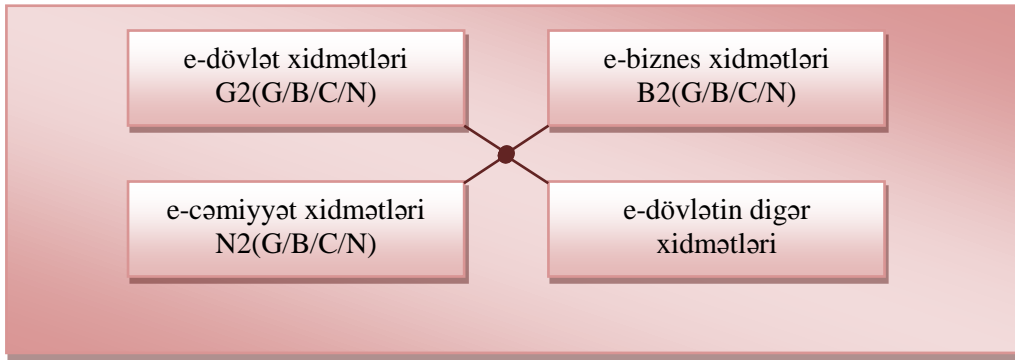 e-dövlət xidmətləri
G2(G/B/C/N)
e-biznes xidmətləri
B2(G/B/C/N)
e-cəmiyyət xidmətləri
N2(G/B/C/N)
e-dövlətin digər
xidmətləri